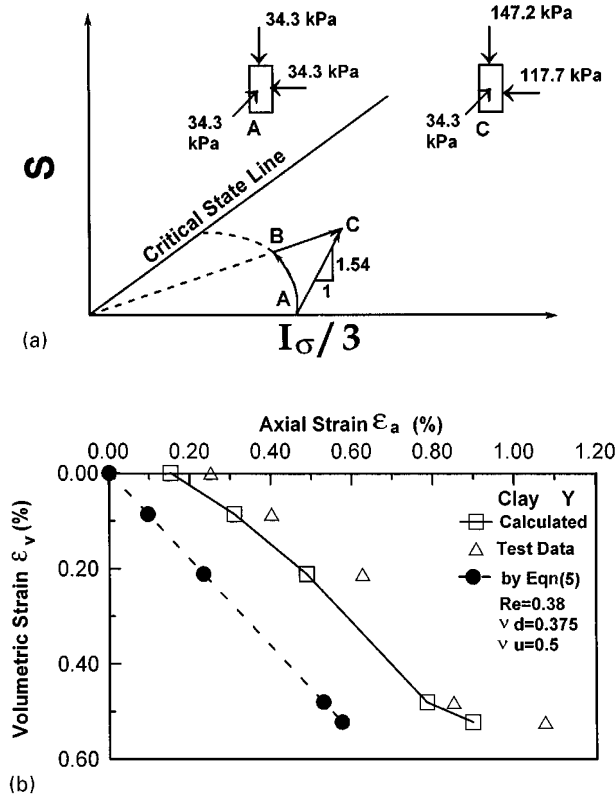 34.3 kPa
147.2 kPa
34.3 kPa
117.7 kPa
34.3
kPa
A
34.3
kPa
C
S
Critical State Line
B
C
A
1.54
1
(a)
Iσ/3
Axial Strain εa (%)
0.00 0.20 0.40 0.60 0.80 1.00 1.20
0.00
0.20
0.40
0.60
Volumetric Strain εv (%)
Clay Y
Calculated
Test Data
by Eqn(5)
Re=0.38
ν d=0.375
ν u=0.5
(b)